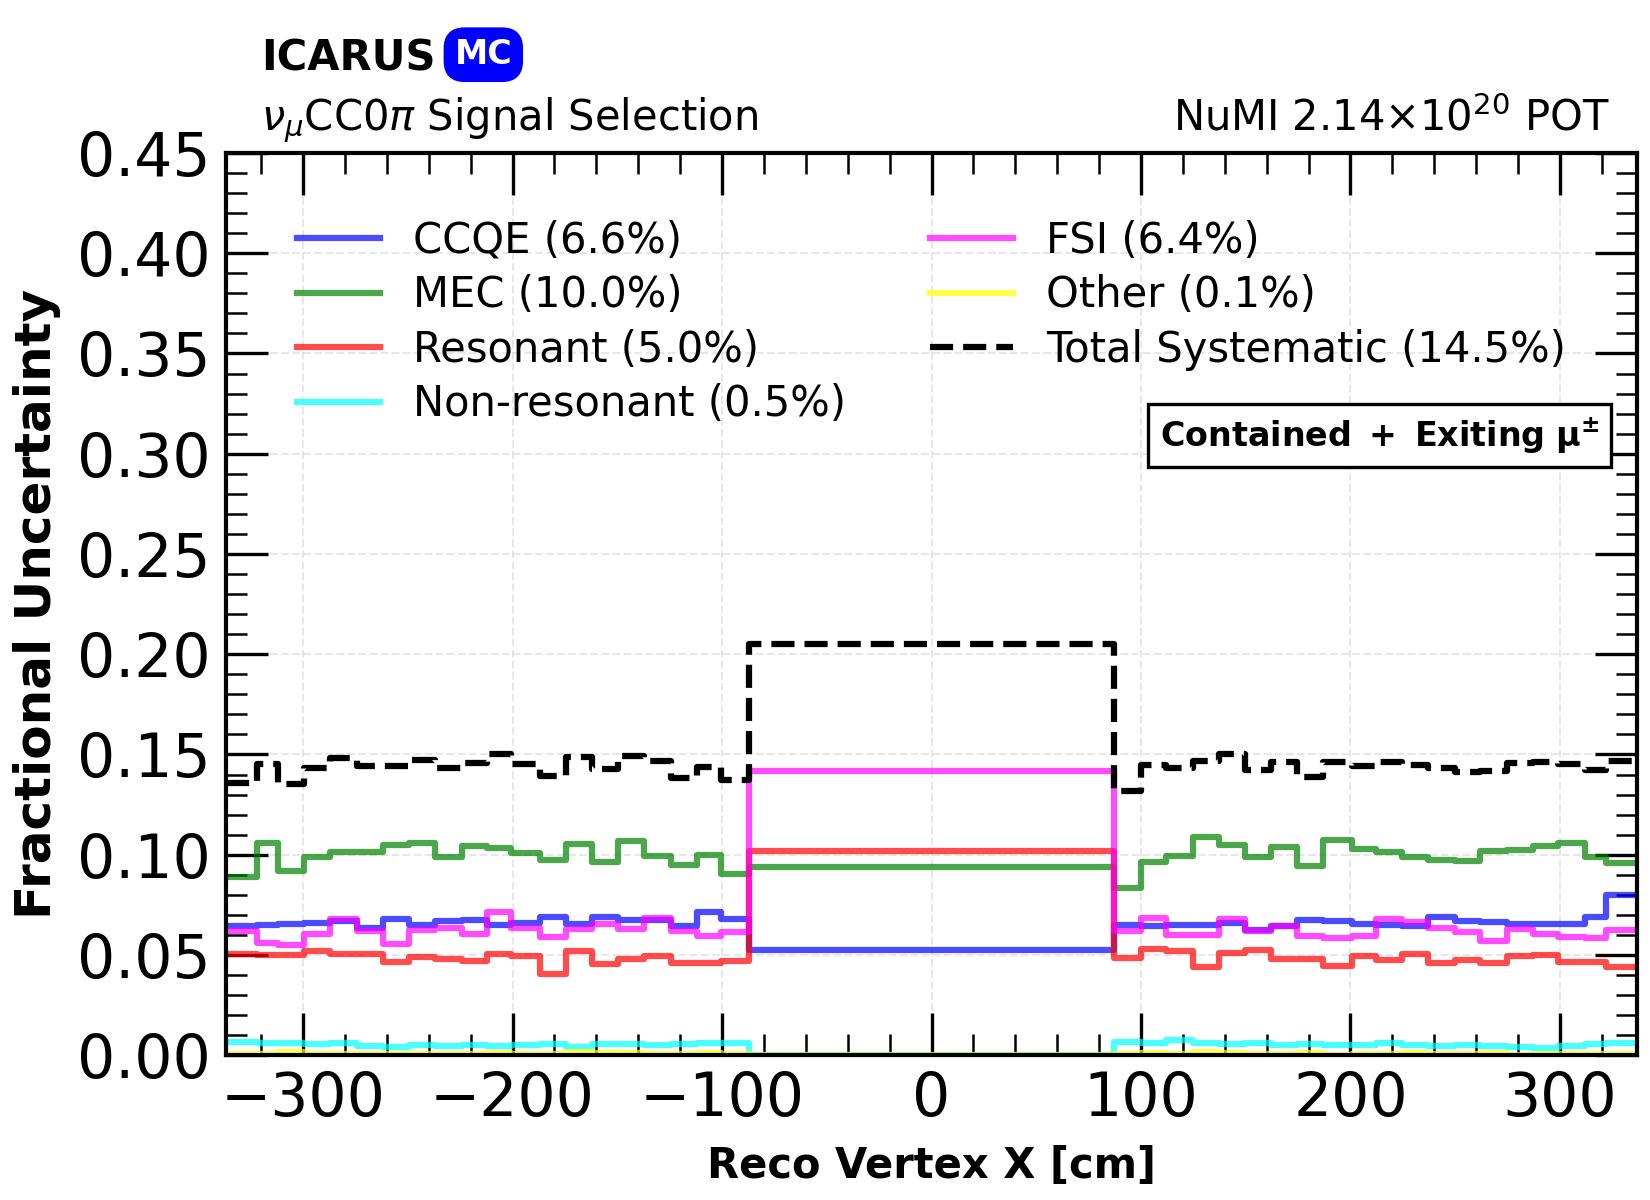 ICARUS MC
νμCC0π Signal Selection NuMI 2.14×10²⁰ POT
0.45
CCQE (6.6%) FSI (6.4%)
0.40
MEC (10.0%) Other (0.1%)
0.35
Resonant (5.0%) Total Systematic (14.5%)
Non-resonant (0.5%)
Contained + Exiting μ±
0.30
0.25
0.20
0.15
0.10
0.05
0.00
Fractional Uncertainty
−300 −200 −100 0 100 200 300
Reco Vertex X [cm]